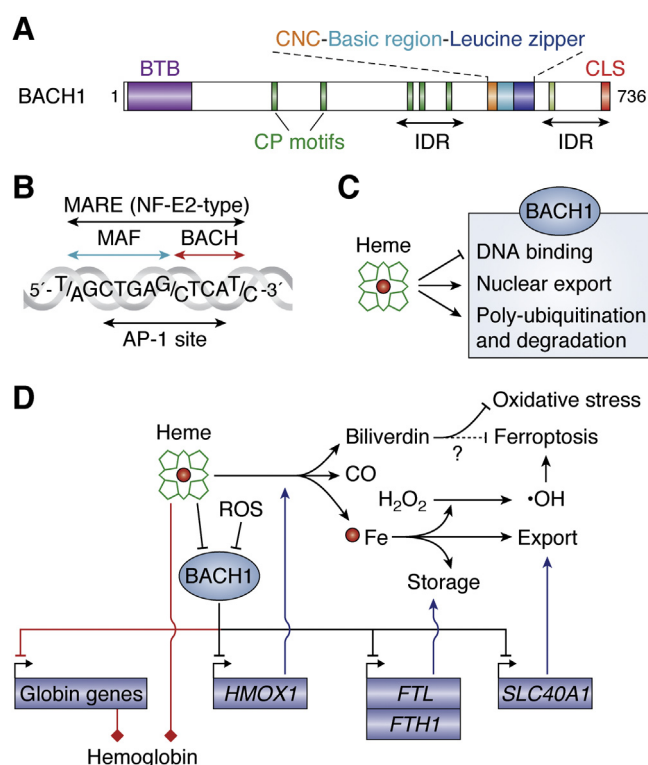 A
CNC-Basic region-Leucine zipper
BTB
CLS
BACH1
1
736
CP motifs
IDR
IDR
B
MARE (NF-E2-type)
MAF
BACH
5´-T/AGCTGAG/CTCAT/C-3´
AP-1 site
C
BACH1
Heme
DNA binding
Nuclear export
Poly-ubiquitination
and degradation
D
Oxidative stress
Heme
Biliverdin
Ferroptosis
?
CO
ROS
H₂O₂
·OH
Fe
Export
BACH1
Storage
Globin genes
HMOX1
FTL
SLC40A1
FTH1
Hemoglobin